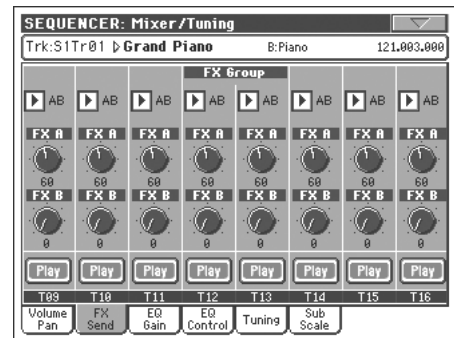 SEQUENCER: Mixer/Tuning
Trk:S1Tr01 Grand Piano B:Piano 121.003.000
FX Group
AB AB AB AB AB AB AB AB
FX A FX A FX A FX A FX A FX A FX A FX A
60 60 60 60 60 60 60 60
FX B FX B FX B FX B FX B FX B FX B FX B
0 0 0 0 0 0 0 0
Play Play Play Play Play Play Play Play
T09 T10 T11 T12 T13 T14 T15 T16
Volume Pan FX Send EQ Gain EQ Control Tuning Sub Scale